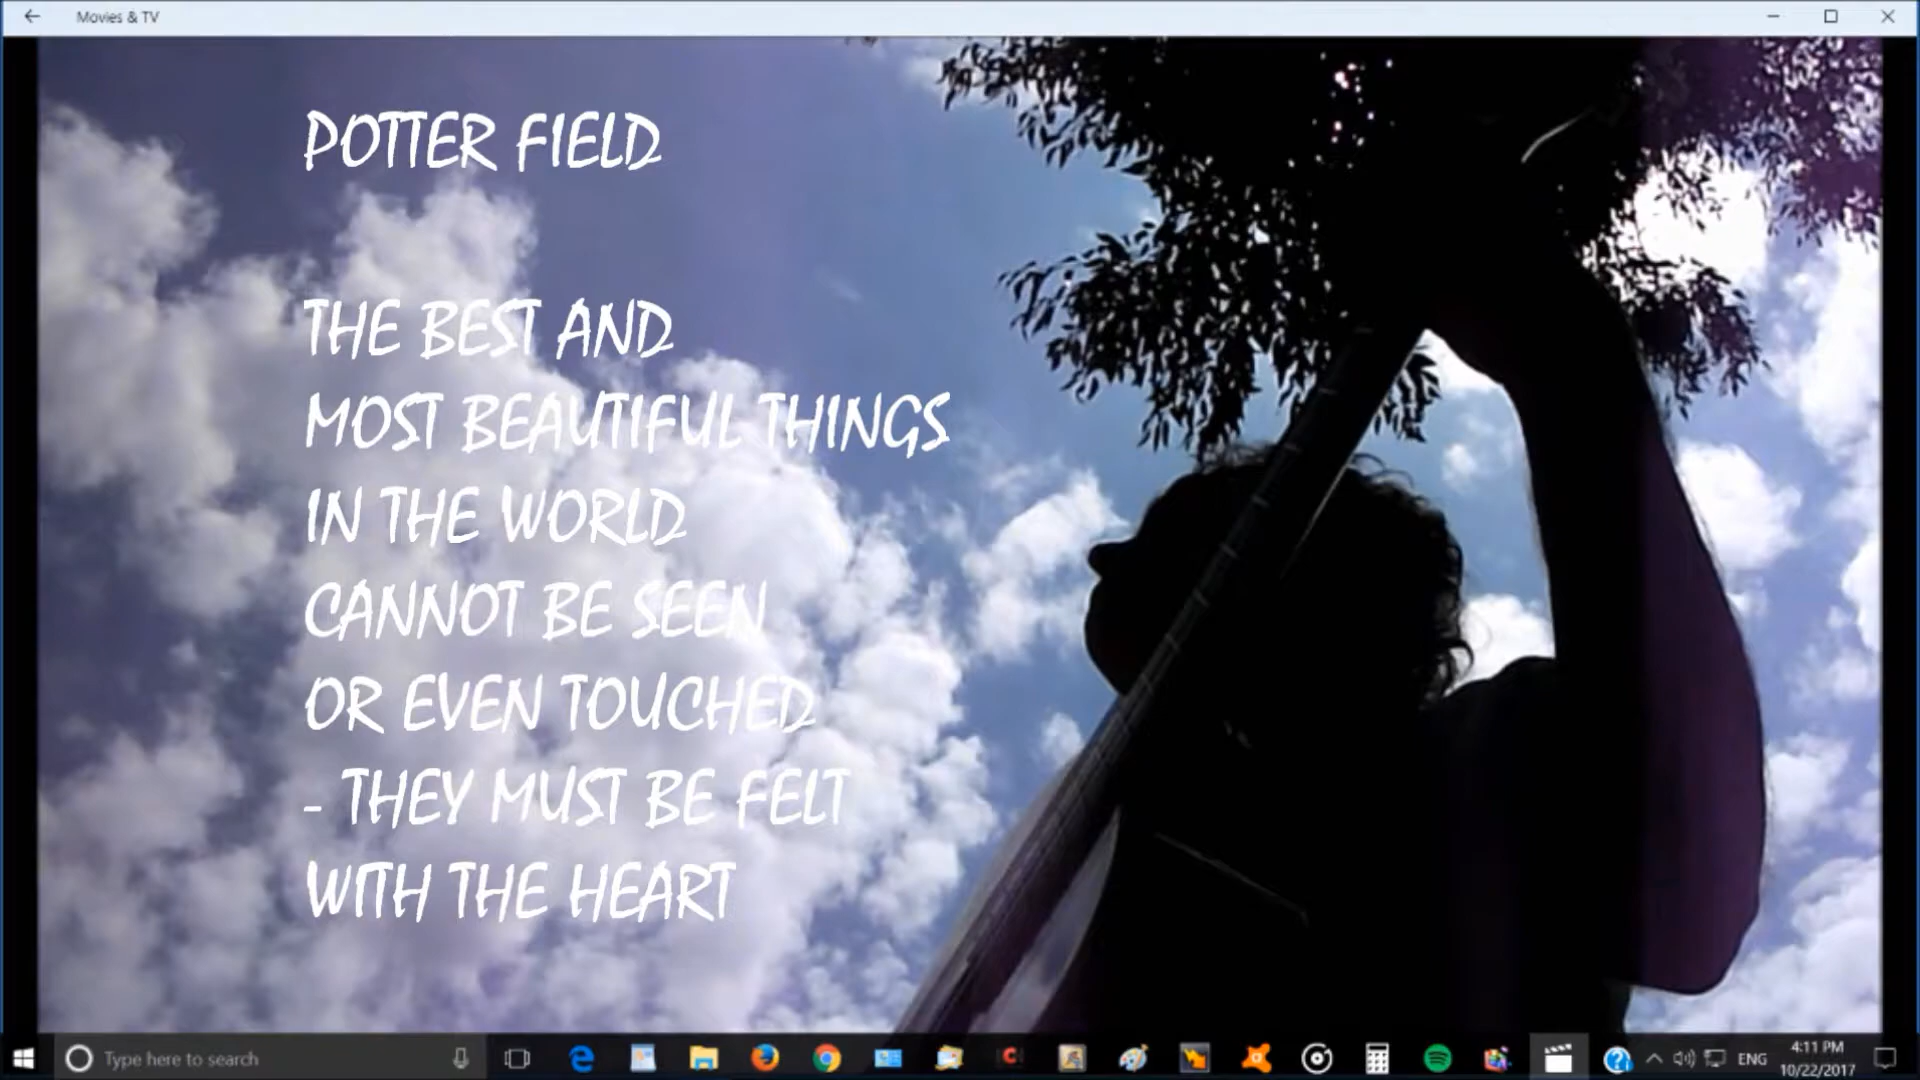 Movies & TV
POTTER FIELD
THE BEST AND
MOST BEAUTIFUL THINGS
IN THE WORLD
CANNOT BE SEEN
OR EVEN TOUCHED
- THEY MUST BE FELT
WITH THE HEART
Type here to search
ENG
4:11 PM
10/22/2017